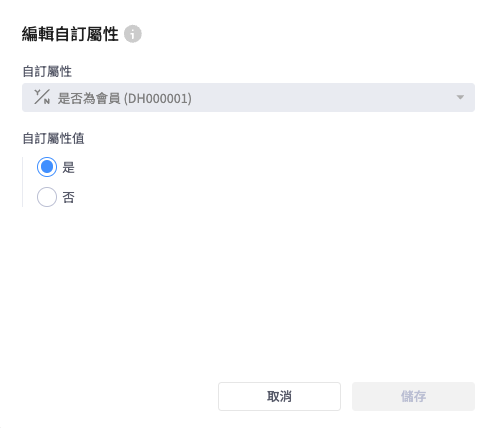 編輯自訂屬性
自訂屬性
Y/N 是否為會員 (DH000001)
自訂屬性值
是
否
取消
儲存